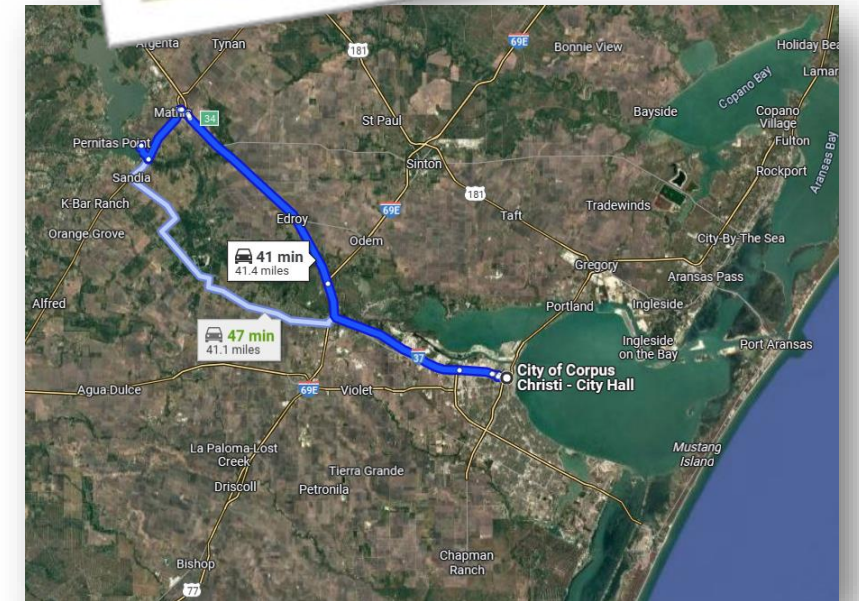 Argenta
Tynan
181
69E
Bonnie View
Holiday Bea
Lamar
Copano Bay
Mathis
34
St Paul
Bayside
Copano
Village
Fulton
Pernitas Point
Sinton
Rockport
Aransas Bay
Sandia
181
K-Bar Ranch
69E
Taft
Tradewinds
Edroy
Orange Grove
Odem
City-By-The Sea
41 min
41.4 miles
Gregory
Aransas Pass
Alfred
Portland
Ingleside
47 min
41.1 miles
Ingleside
on the Bay
Port Aransas
37
City of Corpus
Christi - City Hall
Agua Dulce
69E
Violet
La Paloma-Lost
Creek
Mustang
Island
Tierra Grande
Driscoll
Petronila
Chapman
Ranch
Bishop
77